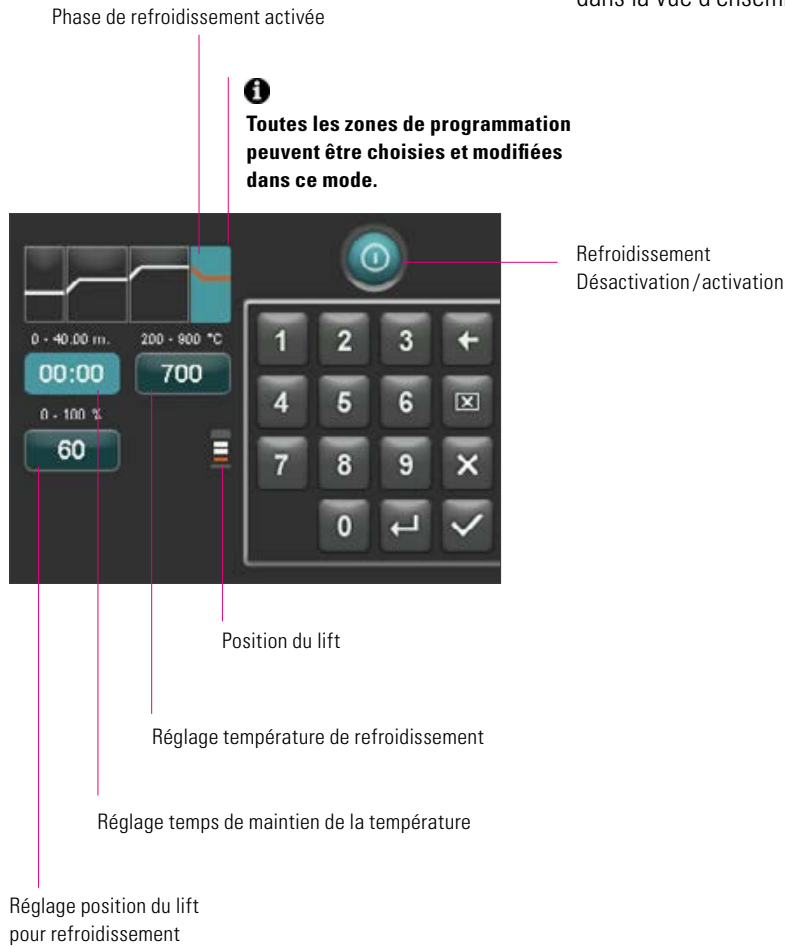 dans la vue d'ensem
Phase de refroidissement activée
Toutes les zones de programmation
peuvent être choisies et modifiées
dans ce mode.
Refroidissement
Désactivation/activation
0 - 40.00 m.
200 - 900 °C
00:00
700
0 - 100 %
60
1 2 3
4 5 6
7 8 9
0
Position du lift
Réglage température de refroidissement
Réglage temps de maintien de la température
Réglage position du lift
pour refroidissement